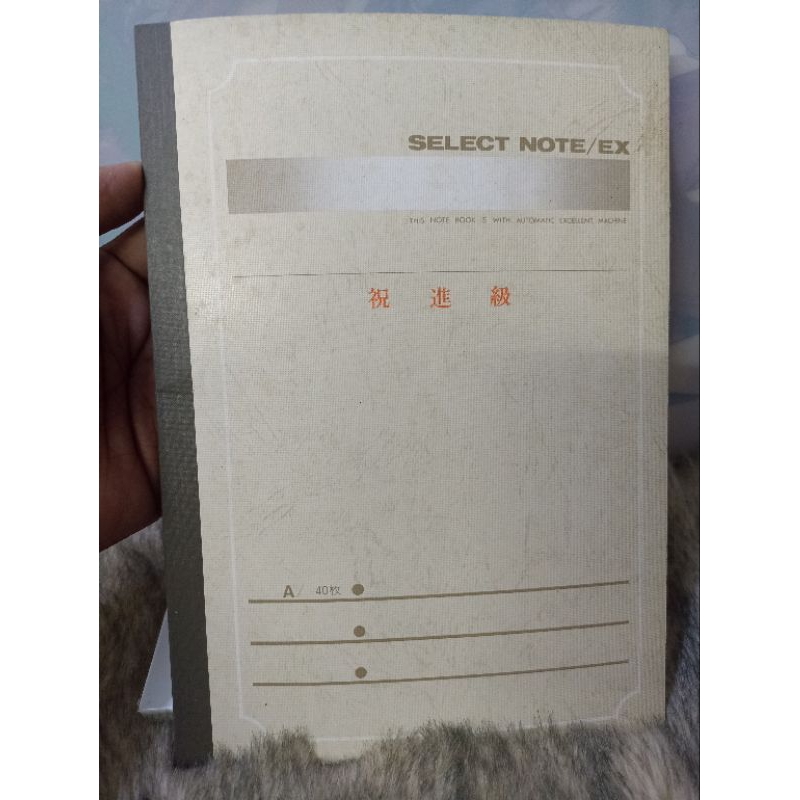 SELECT NOTE/EX
THIS NOTE BOOK IS WITH AUTOMATIC EXCELLENT MACHINE
祝 進 級
A/ 40枚